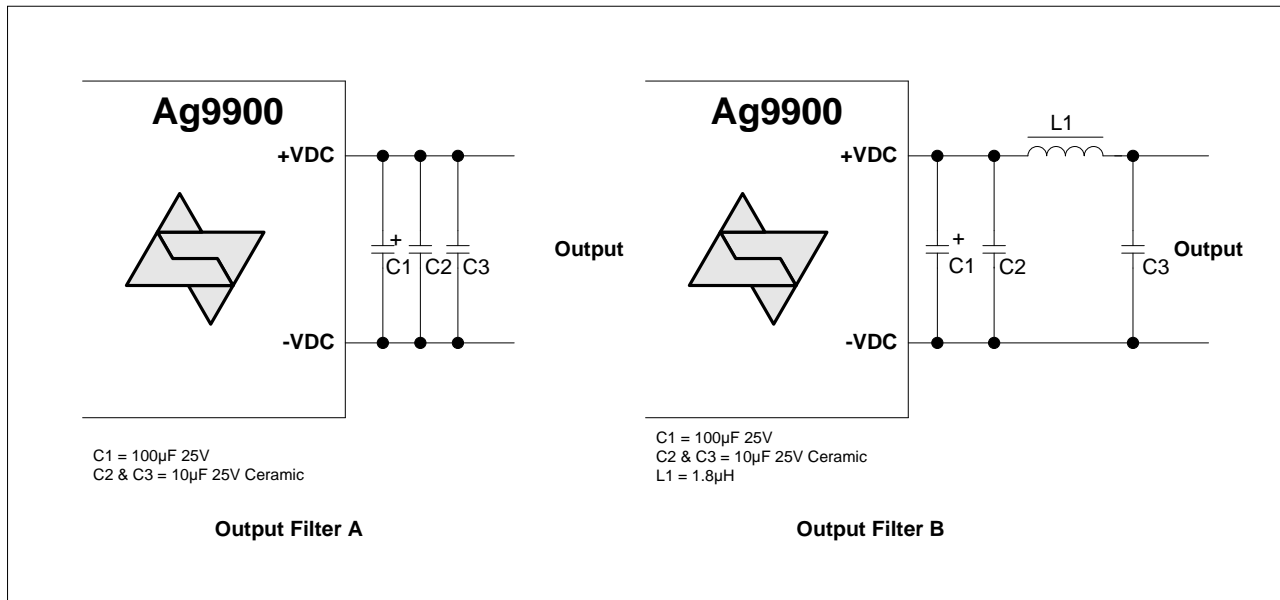 Ag9900
+VDC
+
C1
C2
C3
Output
-VDC
C1 = 100µF 25V
C2 & C3 = 10µF 25V Ceramic
Output Filter A
Ag9900
L1
+VDC
+
C1
C2
C3
Output
-VDC
C1 = 100µF 25V
C2 & C3 = 10µF 25V Ceramic
L1 = 1.8µH
Output Filter B